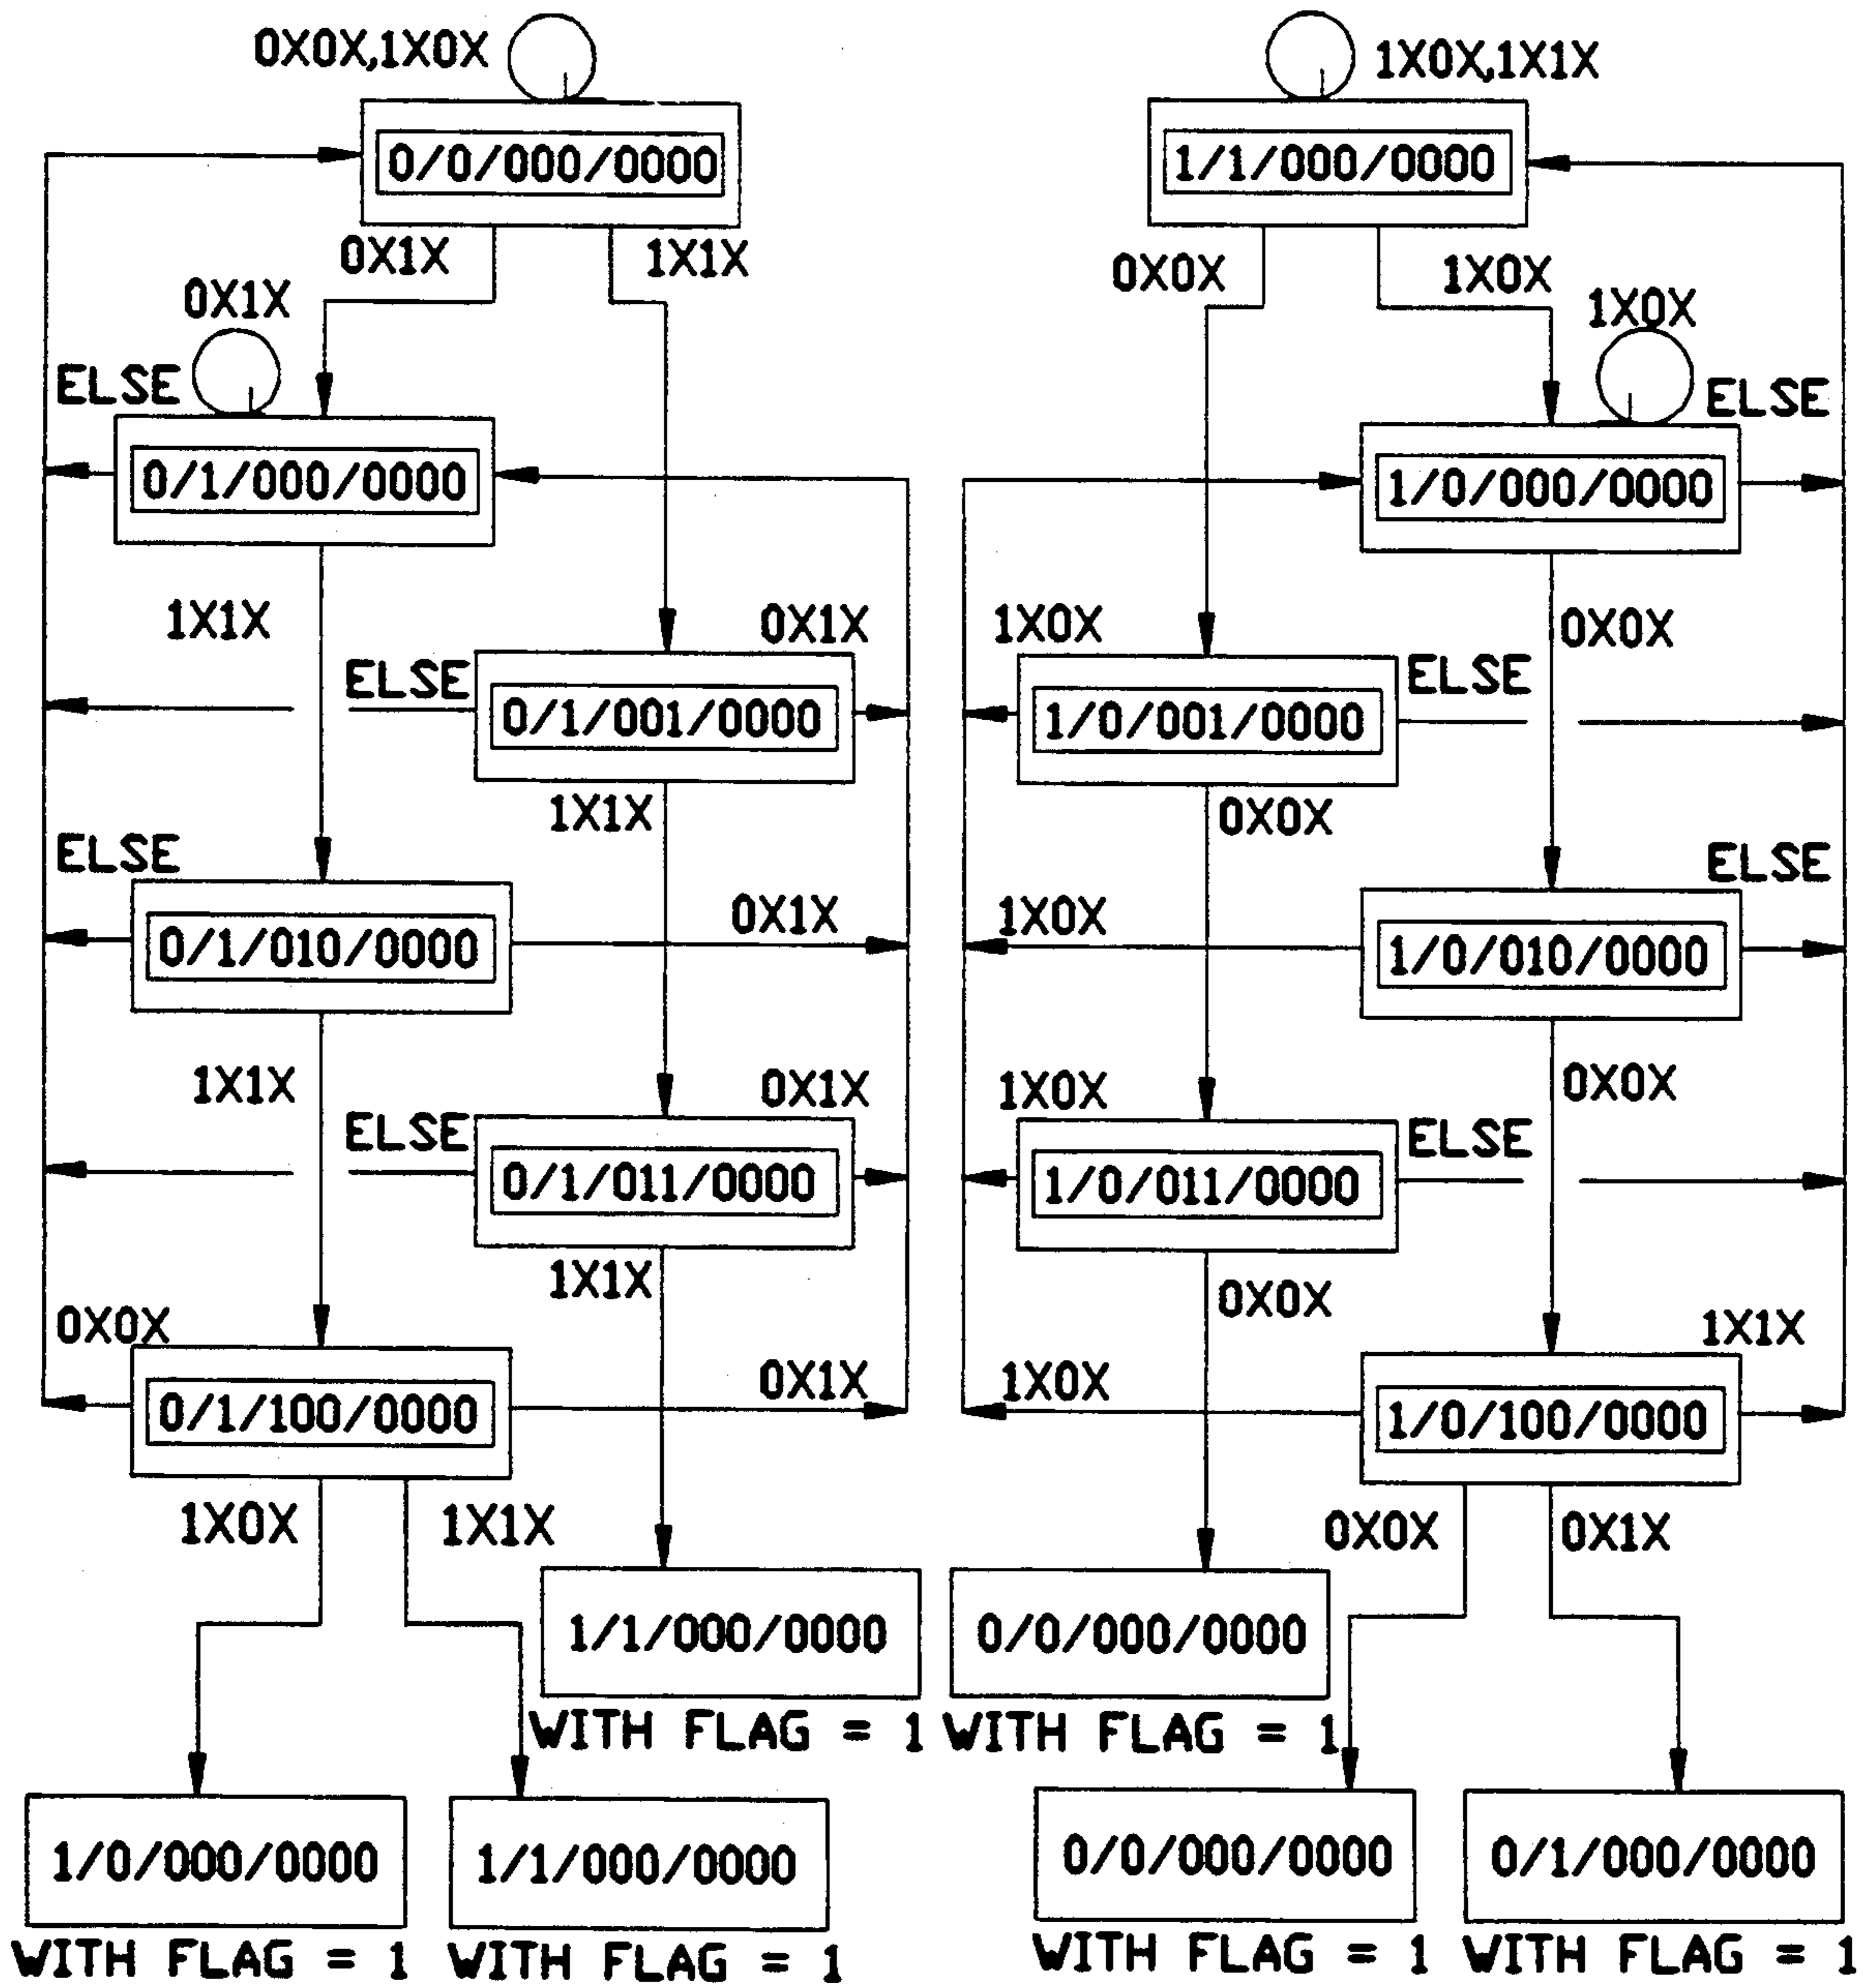 0X0X,1X0X
1X0X,1X1X
0/0/000/0000
1/1/000/0000
0X1X
1X1X
0X0X
1X0X
0X1X
1X0X
ELSE
ELSE
0/1/000/0000
1/0/000/0000
1X1X
0X1X
1X0X
0X0X
ELSE
ELSE
0/1/001/0000
1/0/001/0000
1X1X
0X0X
ELSE
ELSE
0X1X
1X0X
0/1/010/0000
1/0/010/0000
1X1X
0X1X
1X0X
0X0X
ELSE
ELSE
0/1/011/0000
1/0/011/0000
1X1X
0X0X
0X0X
1X1X
0X1X
1X0X
0/1/100/0000
1/0/100/0000
1X0X
1X1X
0X0X
0X1X
1/1/000/0000
0/0/000/0000
WITH FLAG = 1
WITH FLAG = 1
1/0/000/0000
1/1/000/0000
0/0/000/0000
0/1/000/0000
WITH FLAG = 1
WITH FLAG = 1
WITH FLAG = 1
WITH FLAG = 1